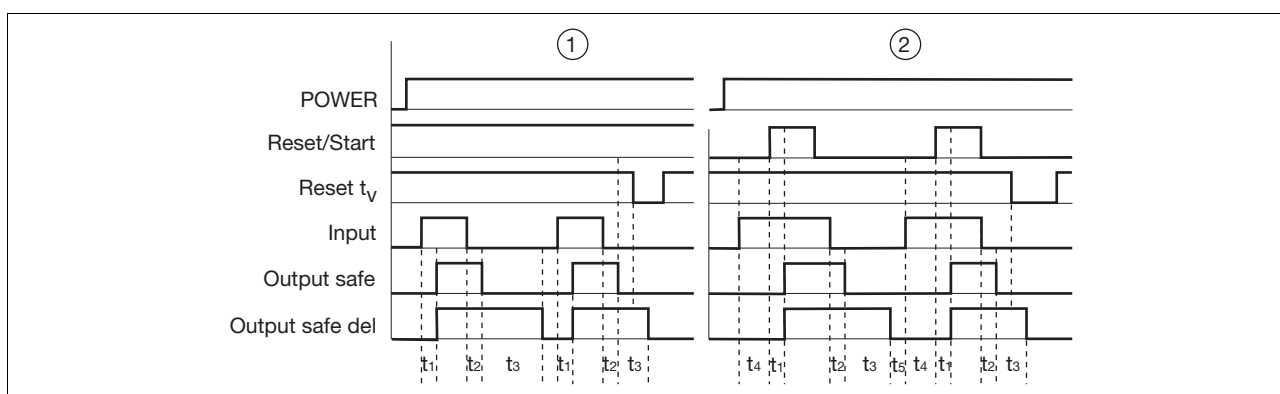 ① ②
POWER
Reset/Start
Reset tᵥ
Input
Output safe
Output safe del
t₁ t₂ t₃ t₁ t₂ t₃ t₄ t₁ t₂ t₃ t₅ t₄ t₁ t₂ t₃